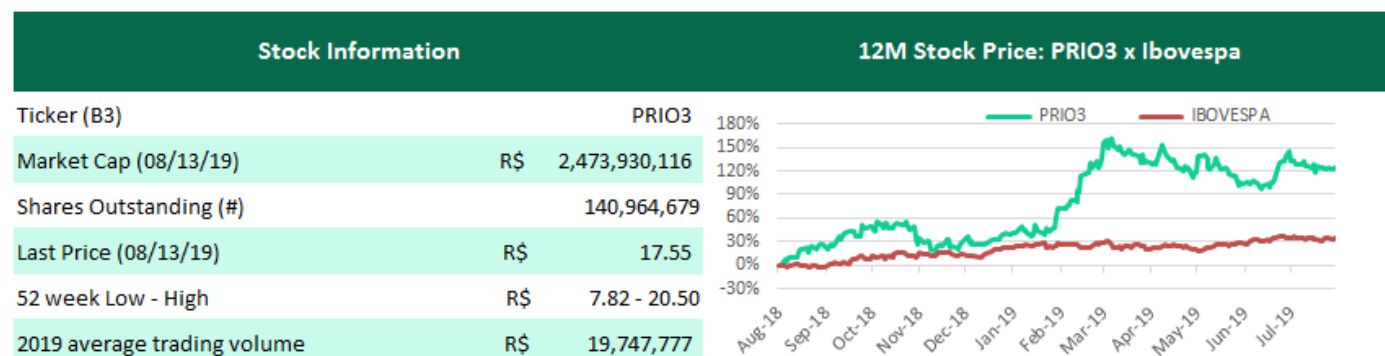 Stock Information
Ticker (B3) PRIO3
Market Cap (08/13/19) R$ 2,473,930,116
Shares Outstanding (#) 140,964,679
Last Price (08/13/19) R$ 17.55
52 week Low - High R$ 7.82 - 20.50
2019 average trading volume R$ 19,747,777
12M Stock Price: PRIO3 x Ibovespa
PRIO3 IBOVESPA
180%
150%
120%
90%
60%
30%
0%
-30%
Aug-18 Sep-18 Oct-18 Nov-18 Dec-18 Jan-19 Feb-19 Mar-19 Apr-19 May-19 Jun-19 Jul-19